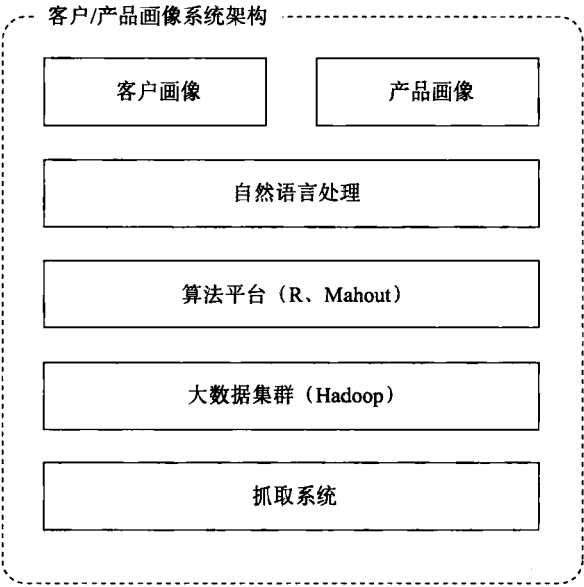 客户/产品画像系统架构
客户画像
产品画像
自然语言处理
算法平台（R、Mahout）
大数据集群（Hadoop）
抓取系统